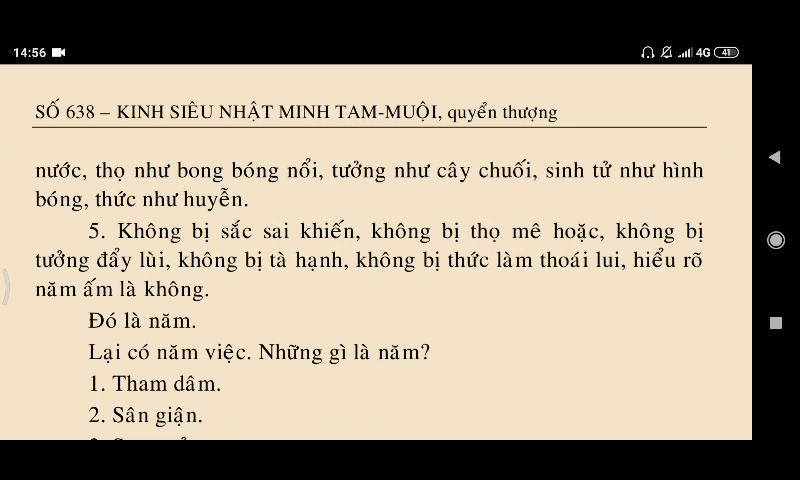 14:56
4G 41
SỐ 638 – KINH SIÊU NHẬT MINH TAM-MUỘI, quyển thượng
nước, thọ như bong bóng nổi, tưởng như cây chuối, sinh tử như hình
bóng, thức như huyễn.
5. Không bị sắc sai khiến, không bị thọ mê hoặc, không bị
tưởng đẩy lùi, không bị tà hạnh, không bị thức làm thoái lui, hiểu rõ
năm ấm là không.
Đó là năm.
Lại có năm việc. Những gì là năm?
1. Tham dâm.
2. Sân giận.